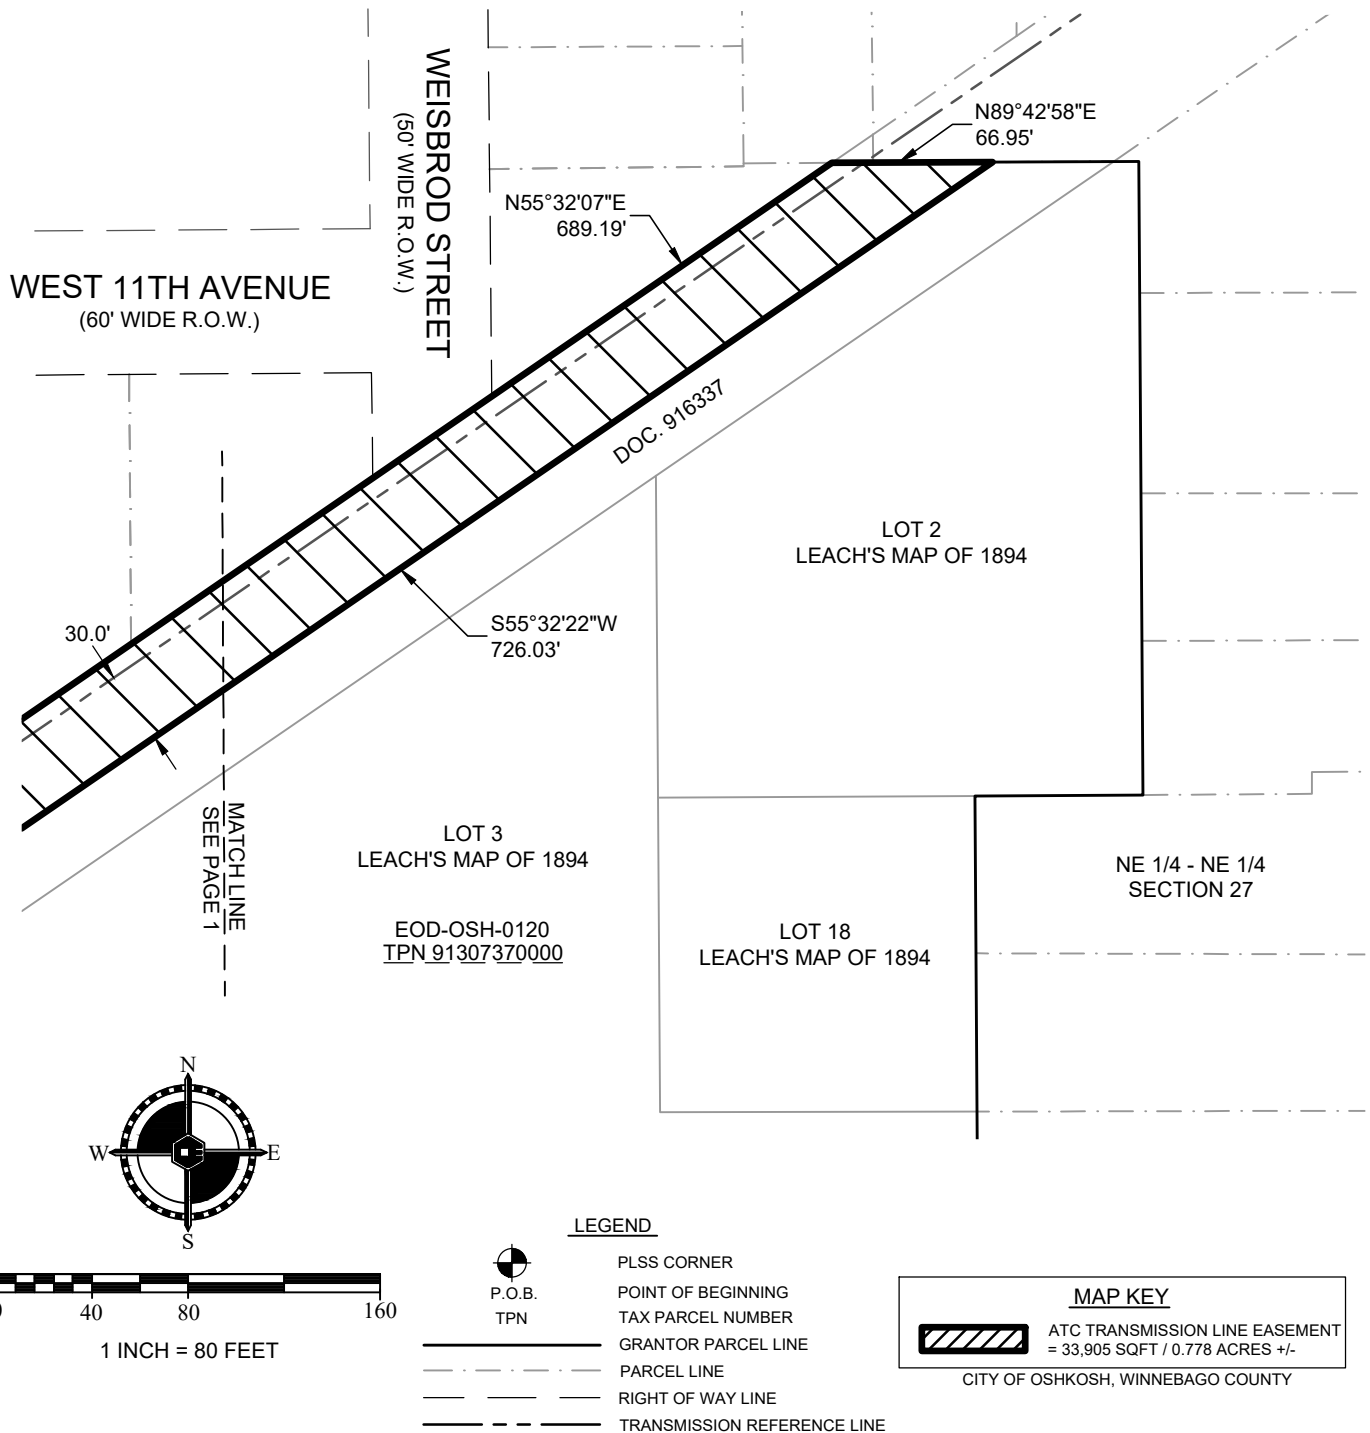 WEISBROD STREET
(50' WIDE R.O.W.)
N89°42'58"E
66.95'
N55°32'07"E
689.19'
WEST 11TH AVENUE
(60' WIDE R.O.W.)
DOC. 916337
LOT 2
LEACH'S MAP OF 1894
30.0'
S55°32'22"W
726.03'
MATCH LINE
SEE PAGE 1
LOT 3
LEACH'S MAP OF 1894
EOD-OSH-0120
TPN 91307370000
NE 1/4 - NE 1/4
SECTION 27
LOT 18
LEACH'S MAP OF 1894
N
W E
S
40 80 160
1 INCH = 80 FEET
LEGEND
PLSS CORNER
P.O.B. POINT OF BEGINNING
TPN TAX PARCEL NUMBER
GRANTOR PARCEL LINE
PARCEL LINE
RIGHT OF WAY LINE
TRANSMISSION REFERENCE LINE
MAP KEY
ATC TRANSMISSION LINE EASEMENT
= 33,905 SQFT / 0.778 ACRES +/-
CITY OF OSHKOSH, WINNEBAGO COUNTY